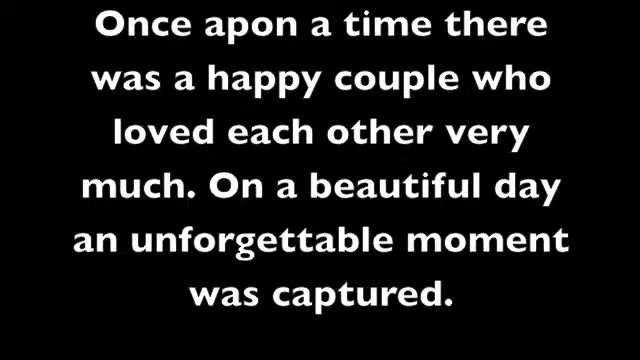 Once apon a time there
was a happy couple who
loved each other very
much. On a beautiful day
an unforgettable moment
was captured.